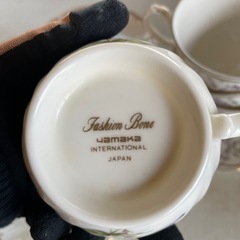 Fashion Bone
yamaka
INTERNATIONAL
JAPAN